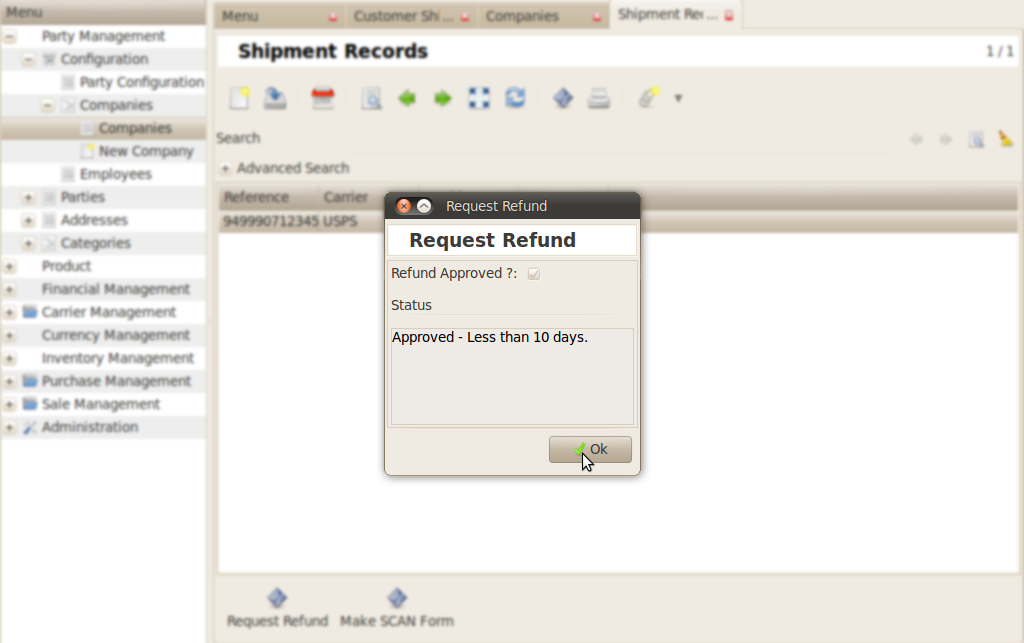 Menu
Party Management
Configuration
Party Configuration
Companies
Companies
New Company
Employees
Parties
Addresses
Categories
Product
Financial Management
Carrier Management
Currency Management
Inventory Management
Purchase Management
Sale Management
Administration
Menu Customer Shi ... Companies Shipment Rec ...
Shipment Records 1 / 1
Search
Advanced Search
Reference Carrier
949990712345 USPS
Request Refund
Request Refund
Refund Approved ?:
Status
Approved - Less than 10 days.
Ok
Request Refund Make SCAN Form